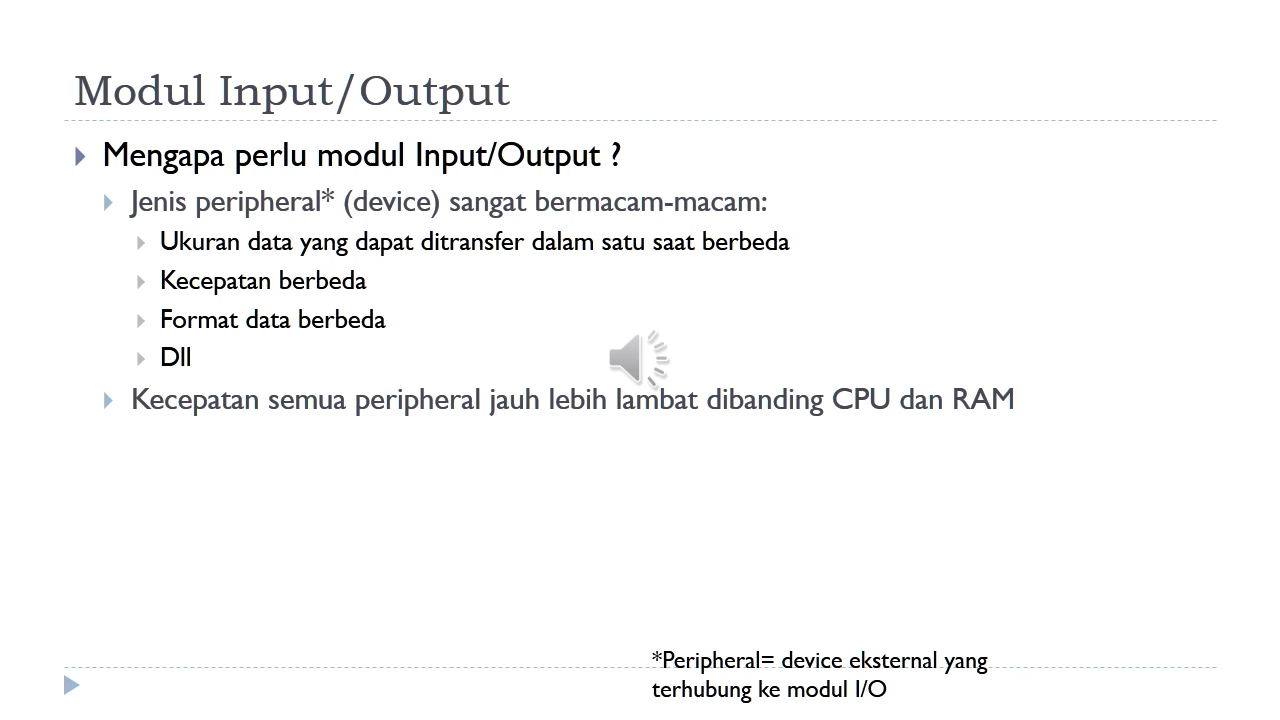 Modul Input/Output
Mengapa perlu modul Input/Output ?
Jenis peripheral* (device) sangat bermacam-macam:
Ukuran data yang dapat ditransfer dalam satu saat berbeda
Kecepatan berbeda
Format data berbeda
Dll
Kecepatan semua peripheral jauh lebih lambat dibanding CPU dan RAM
*Peripheral= device eksternal yang
terhubung ke modul I/O